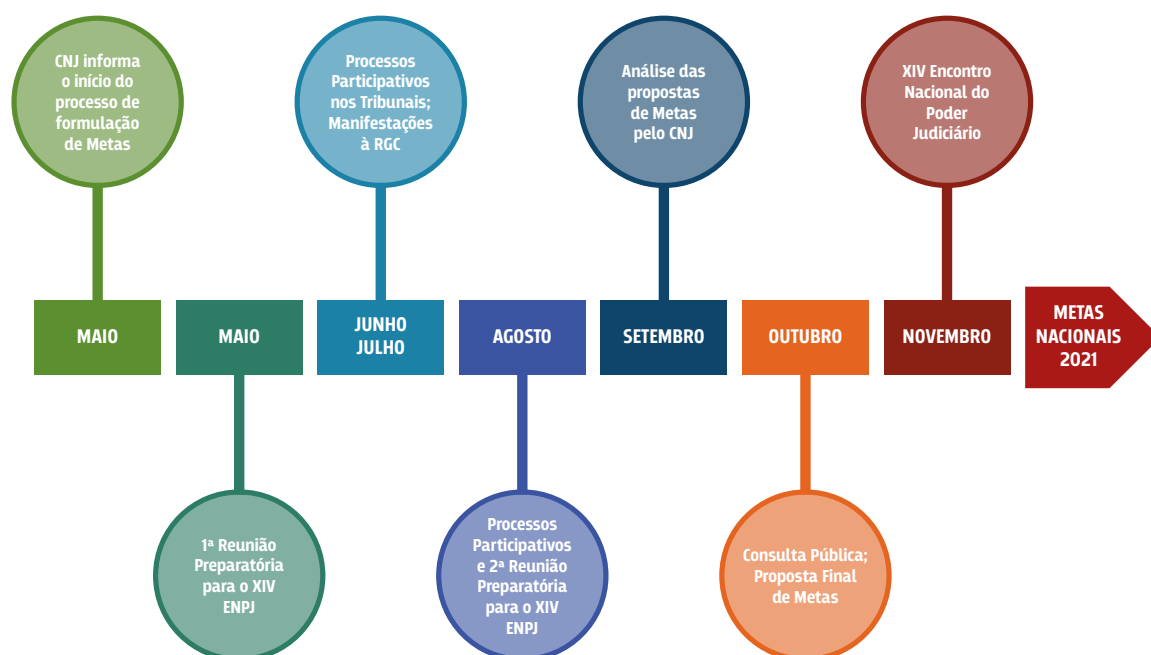 CNJ informa
o início do
processo de
formulação
de Metas
Processos
Participativos
nos Tribunais;
Manifestações
à RGC
Análise das
propostas
de Metas
pelo CNJ
XIV Encontro
Nacional do
Poder
Judiciário
MAIO
MAIO
JUNHO
JULHO
AGOSTO
SETEMBRO
OUTUBRO
NOVEMBRO
METAS
NACIONAIS
2021
1ª Reunião
Preparatória
para o XIV
ENPJ
Processos
Participativos
e 2ª Reunião
Preparatória
para o XIV
ENPJ
Consulta Pública;
Proposta Final
de Metas